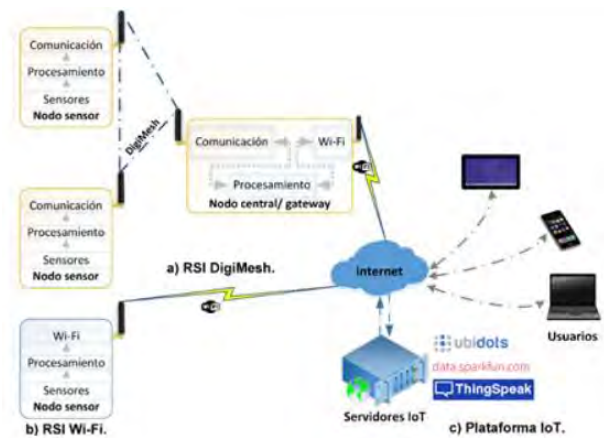 Comunicación
Procesamiento
Sensores
Nodo sensor
DigiMesh
Comunicación
Wi-Fi
Procesamiento
Nodo central/ gateway
Comunicación
Procesamiento
Sensores
Nodo sensor
a) RSI DigiMesh.
internet
Usuarios
Wi-Fi
Procesamiento
Sensores
Nodo sensor
b) RSI Wi-Fi.
ubidots
data.sparkfun.com
ThingSpeak
Servidores IoT
c) Plataforma IoT.